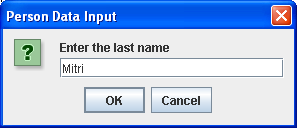 Person Data Input
Enter the last name
Mitri
OK Cancel